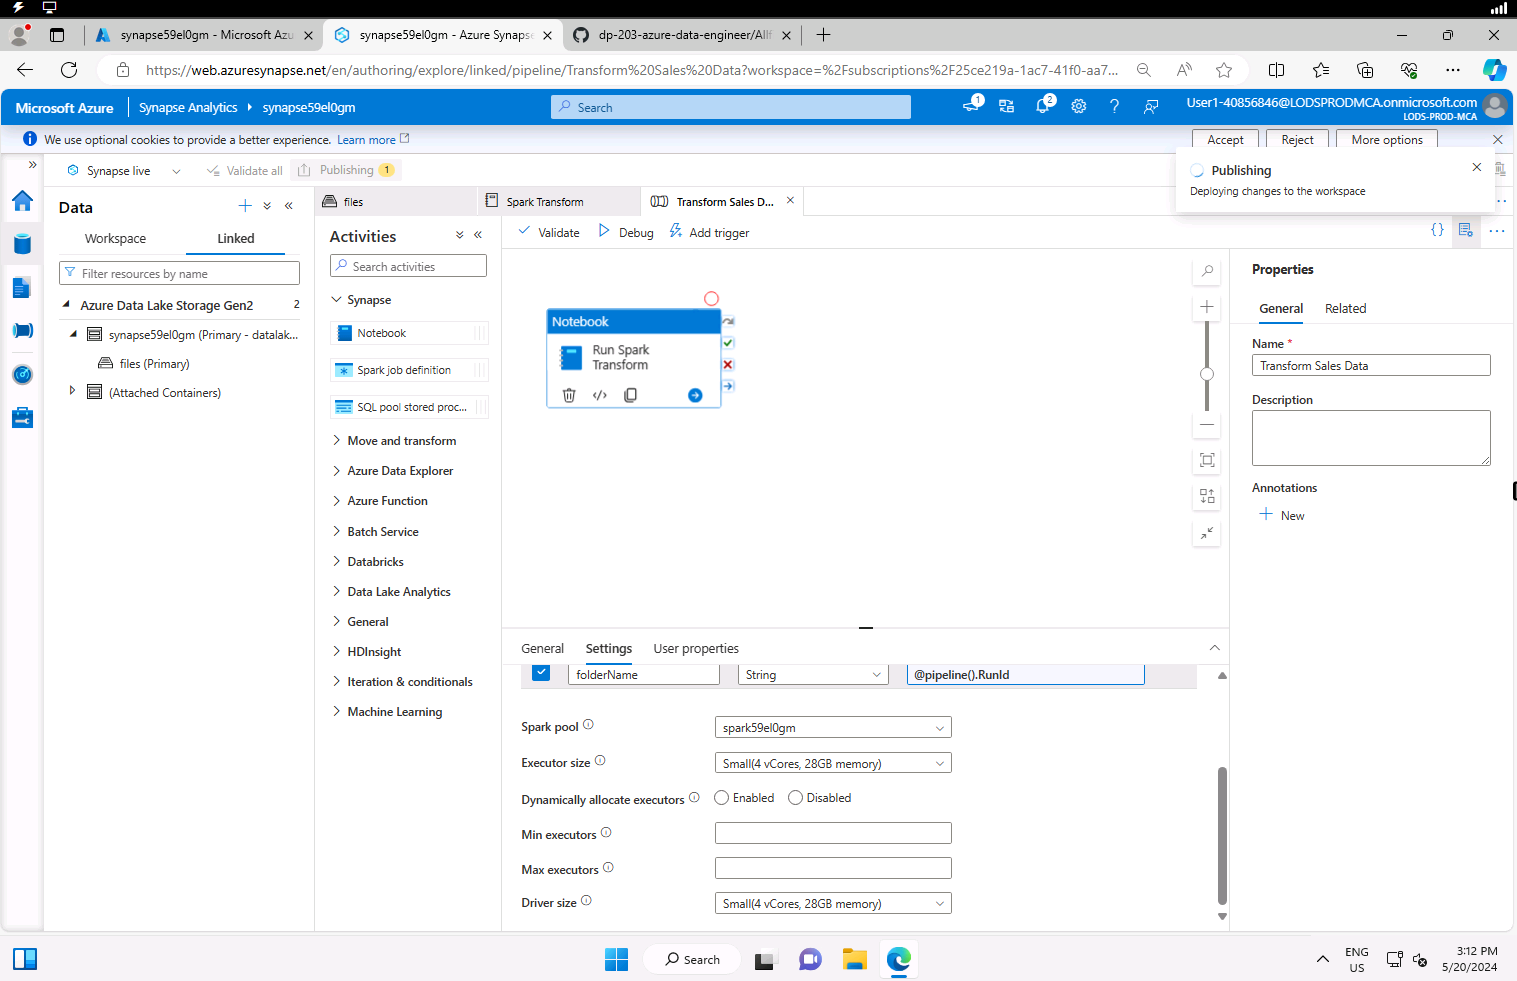 synapse59el0gm - Microsoft Azu
synapse59el0gm - Azure Synaps
dp-203-azure-data-engineer/Allf
https://web.azuresynapse.net/en/authoring/explore/linked/pipeline/Transform%20Sales%20Data?workspace=%2Fsubscriptions%2F25ce219a-1ac7-41f0-aa7...
Microsoft Azure
Synapse Analytics
synapse59el0gm
Search
1
2
User1-40856846@LODSPRODMCA.onmicrosoft.com
LODS-PROD-MCA
We use optional cookies to provide a better experience. Learn more
Accept
Reject
More options
Synapse live
Validate all
Publishing 1
Publishing
Deploying changes to the workspace
Data
Workspace
Linked
Filter resources by name
Azure Data Lake Storage Gen2 2
synapse59el0gm (Primary - datalak...
files (Primary)
(Attached Containers)
files
Spark Transform
Transform Sales D...
Activities
Search activities
Synapse
Notebook
Spark job definition
SQL pool stored proc...
Move and transform
Azure Data Explorer
Azure Function
Batch Service
Databricks
Data Lake Analytics
General
HDInsight
Iteration & conditionals
Machine Learning
Validate
Debug
Add trigger
Notebook
Run Spark
Transform
Properties
General
Related
Name *
Transform Sales Data
Description
Annotations
New
General
Settings
User properties
folderName
String
@pipeline().RunId
Spark pool
spark59el0gm
Executor size
Small(4 vCores, 28GB memory)
Dynamically allocate executors
Enabled
Disabled
Min executors
Max executors
Driver size
Small(4 vCores, 28GB memory)
Search
ENG
US
3:12 PM
5/20/2024